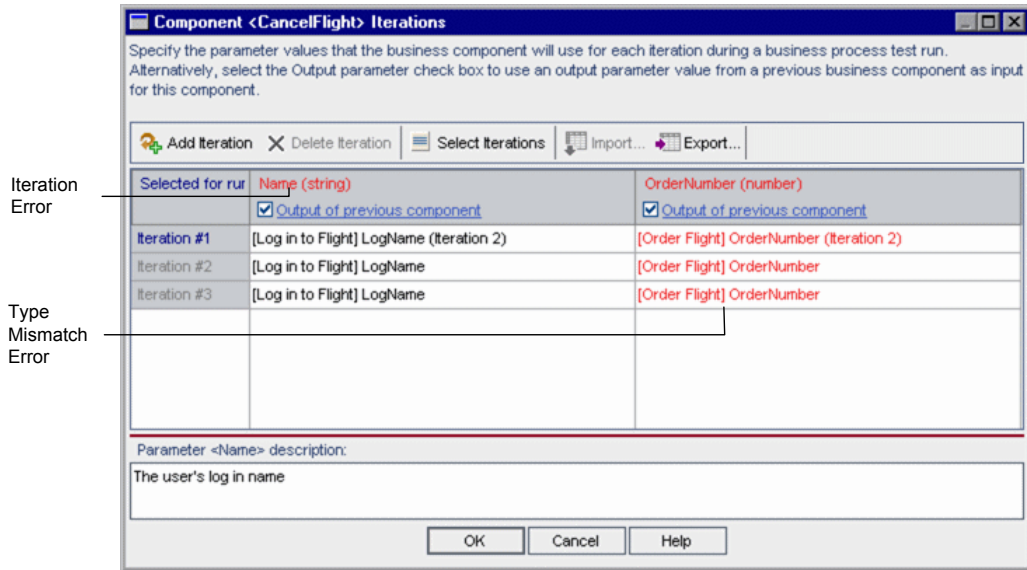 Component <CancelFlight> Iterations
Specify the parameter values that the business component will use for each iteration during a business process test run.
Alternatively, select the Output parameter check box to use an output parameter value from a previous business component as input
for this component.
Add Iteration Delete Iteration Select Iterations Import... Export...
Iteration
Error
Selected for rur Name (string) OrderNumber (number)
Output of previous component Output of previous component
Iteration #1 [Log in to Flight] LogName (Iteration 2) [Order Flight] OrderNumber (Iteration 2)
Iteration #2 [Log in to Flight] LogName [Order Flight] OrderNumber
Iteration #3 [Log in to Flight] LogName [Order Flight] OrderNumber
Type
Mismatch
Error
Parameter <Name> description:
The user's log in name
OK Cancel Help